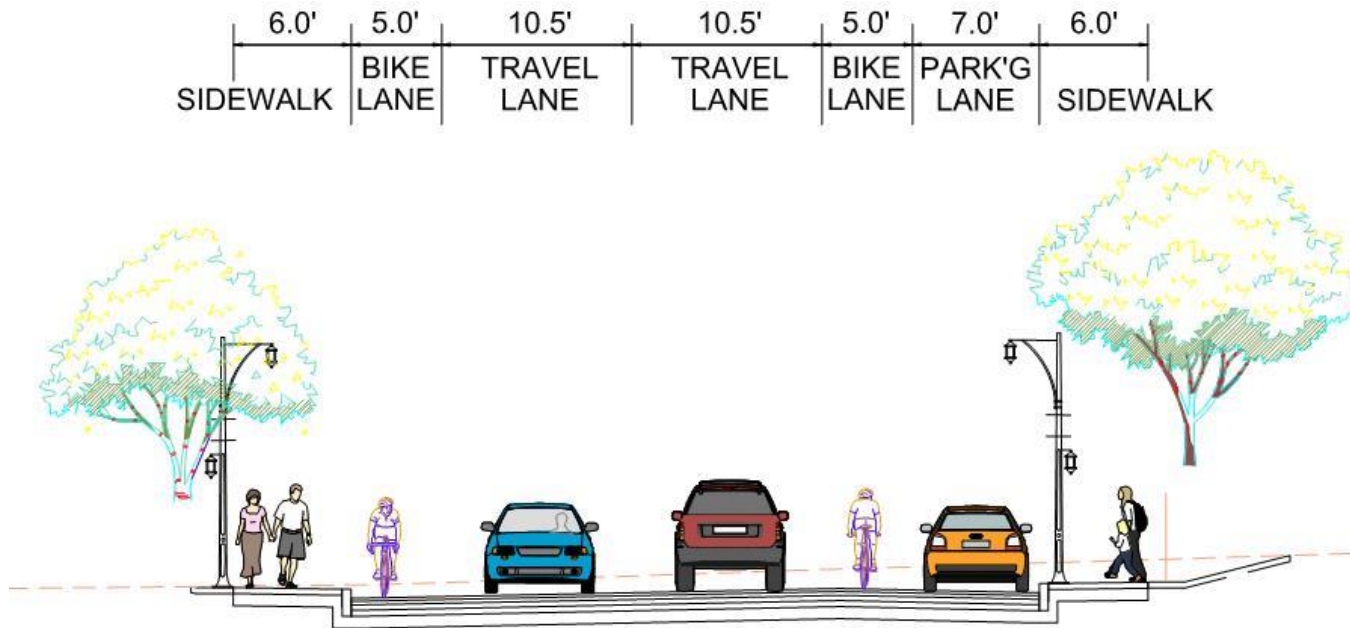 6.0' 5.0' 10.5' 10.5' 5.0' 7.0' 6.0'
SIDEWALK
BIKE
LANE
TRAVEL
LANE
TRAVEL
LANE
BIKE
LANE
PARK'G
LANE
SIDEWALK